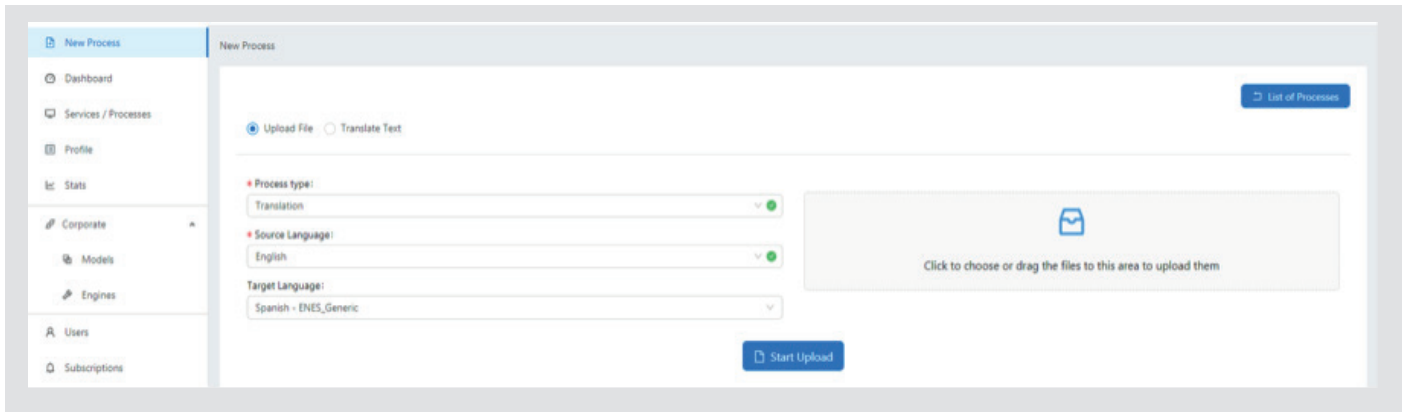 New Process
Dashboard
Services / Processes
Profile
Stats
Corporate
Models
Engines
Users
Subscriptions
New Process
List of Processes
Upload File
Translate Text
* Process type:
Translation
* Source Language:
English
Target Language:
Spanish - ENES_Generic
Click to choose or drag the files to this area to upload them
Start Upload